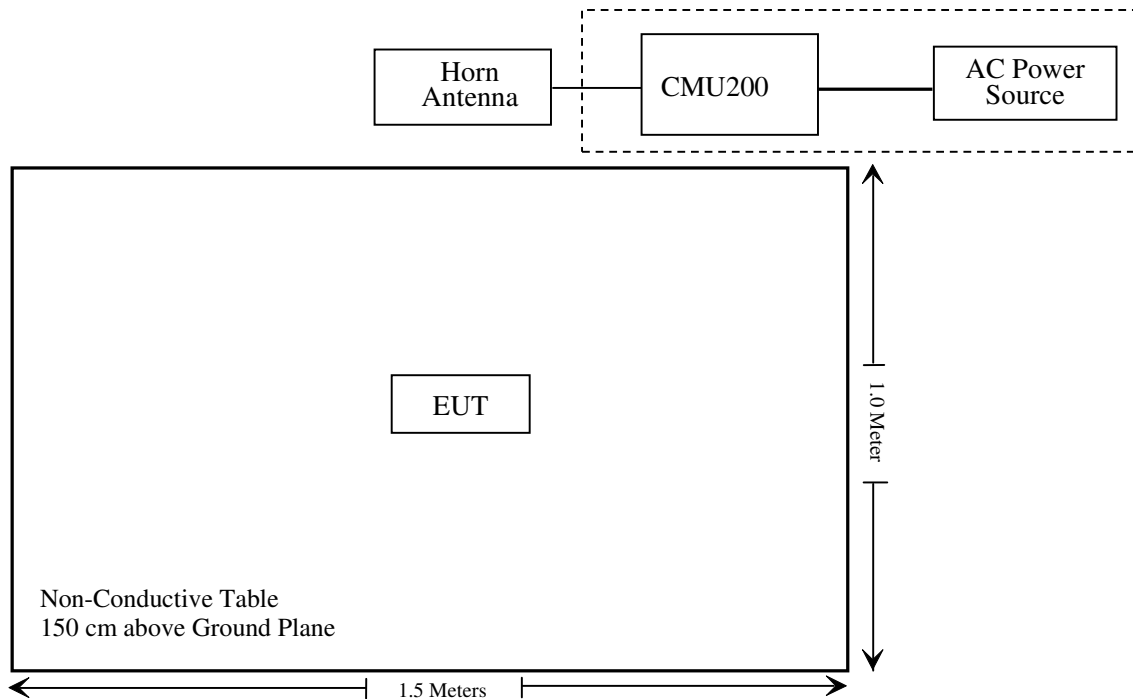 Horn
Antenna
CMU200
AC Power
Source
EUT
1.0 Meter
Non-Conductive Table
150 cm above Ground Plane
1.5 Meters